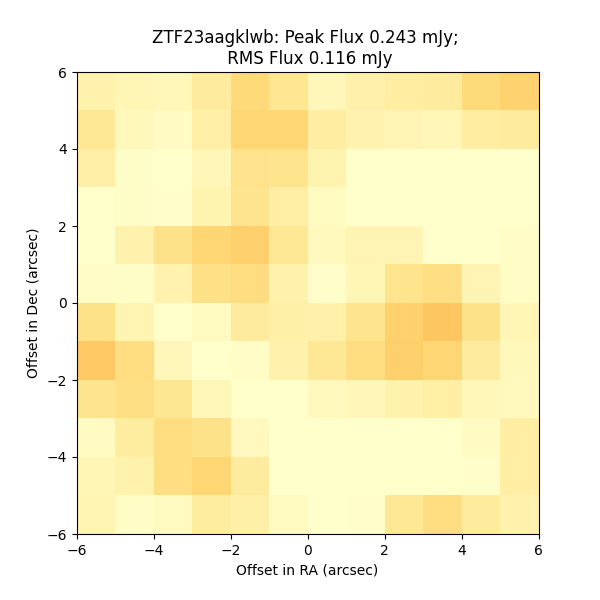 ZTF23aagklwb: Peak Flux 0.243 mJy;
RMS Flux 0.116 mJy
6
4
2
0
−2
−4
−6
Offset in Dec (arcsec)
−6 −4 −2 0 2 4 6
Offset in RA (arcsec)